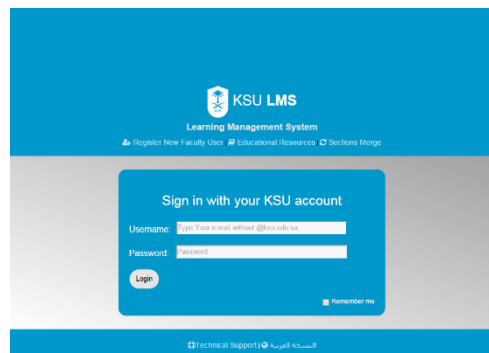 KSU LMS
Learning Management System
Register New Faculty User | Educational Resources | Sections Merge
Sign in with your KSU account
Username: Type Your e-mail without @ksu.edu.sa
Password: Password
Login
Remember me
Technical Support | النسخة العربية